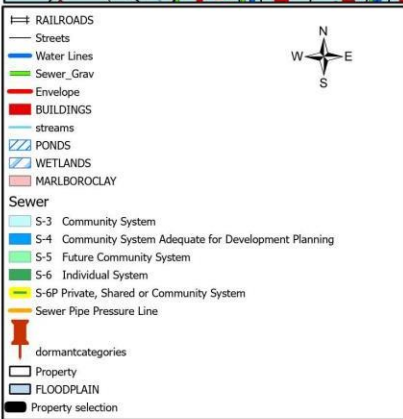 RAILROADS
Streets
Water Lines
Sewer_Grav
Envelope
BUILDINGS
streams
PONDS
WETLANDS
MARLBOROCLAY
Sewer
S-3 Community System
S-4 Community System Adequate for Development Planning
S-5 Future Community System
S-6 Individual System
S-6P Private, Shared or Community System
Sewer Pipe Pressure Line
dormantcategories
Property
FLOODPLAIN
Property selection
N
W E
S